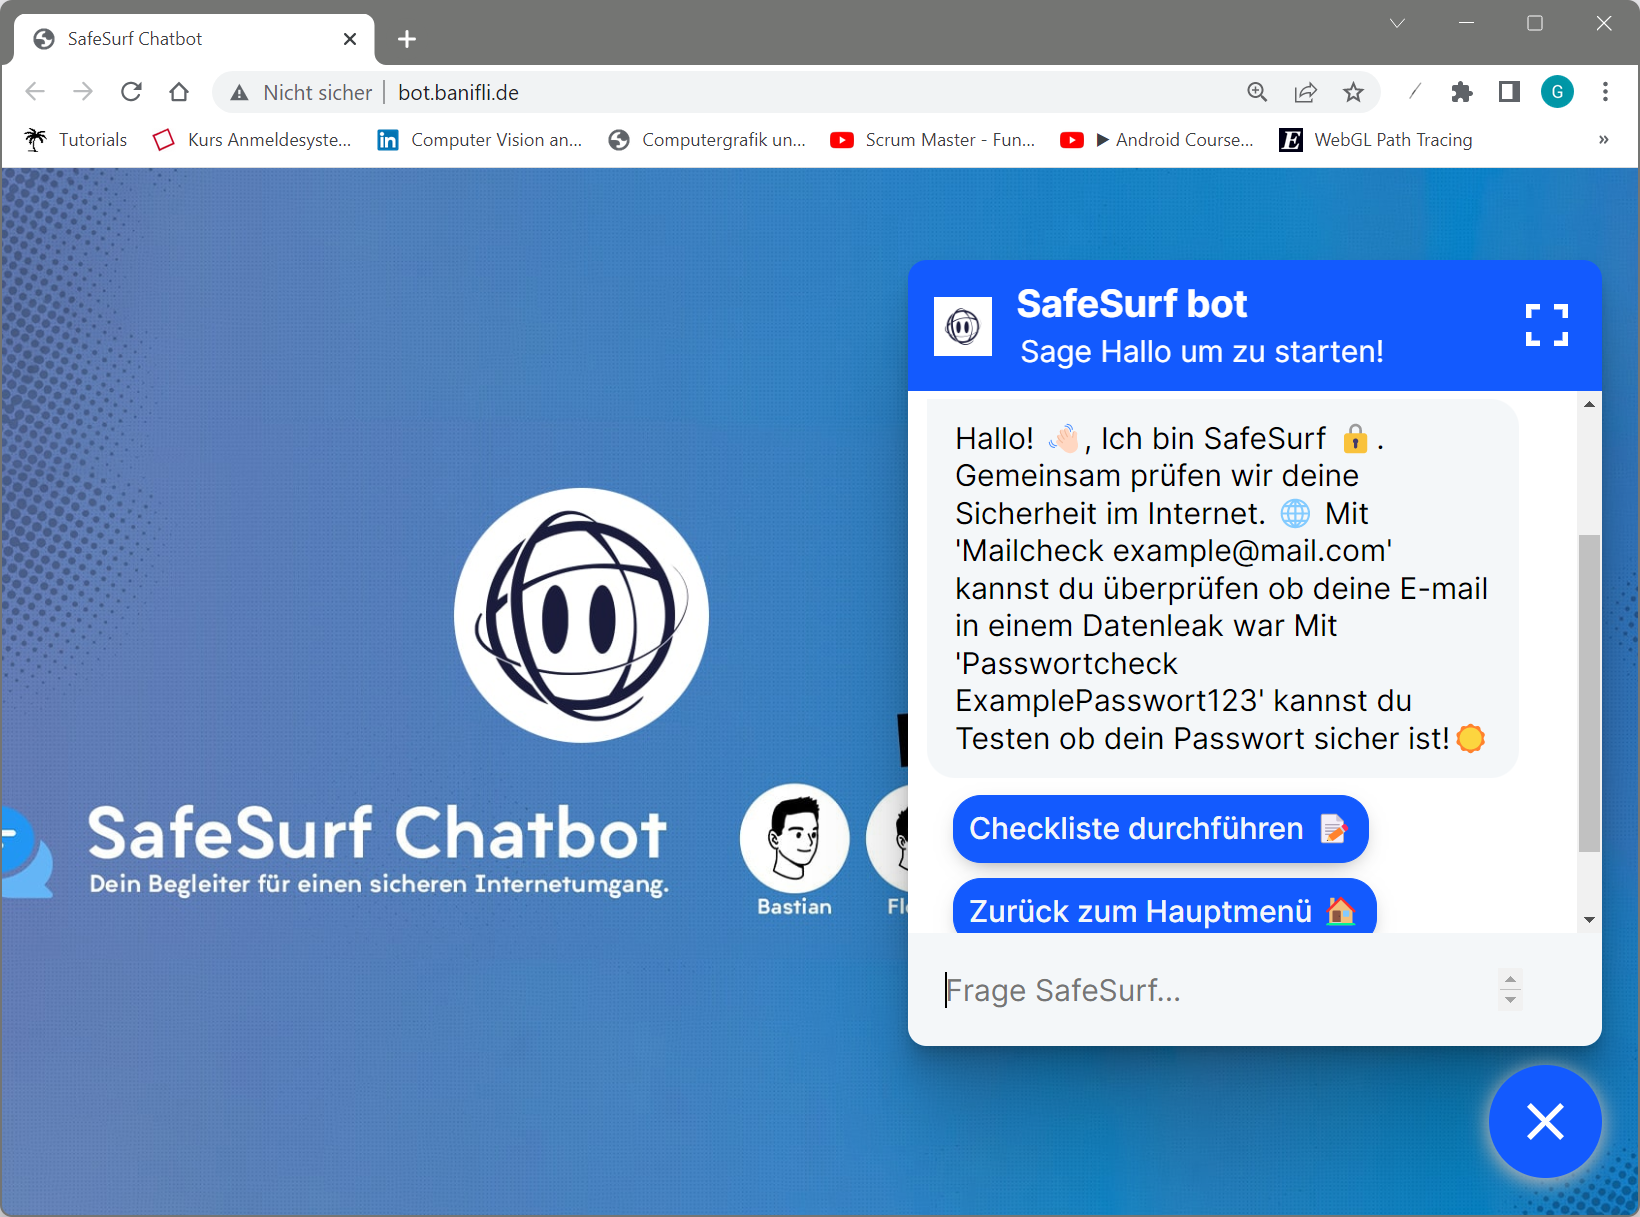 SafeSurf Chatbot
Nicht sicher | bot.banifli.de
G
Tutorials
Kurs Anmeldesyste...
in
Computer Vision an...
Computergrafik un...
Scrum Master - Fun...
Android Course...
E
WebGL Path Tracing
»
SafeSurf bot
Sage Hallo um zu starten!
Hallo! 👋🏻, Ich bin SafeSurf 🔒.
Gemeinsam prüfen wir deine
Sicherheit im Internet. 🌐 Mit
'Mailcheck example@mail.com'
kannst du überprüfen ob deine E-mail
in einem Datenleak war Mit
'Passwortcheck
ExamplePasswort123' kannst du
Testen ob dein Passwort sicher ist!
Checkliste durchführen 📝
Zurück zum Hauptmenü 🏠
Frage SafeSurf...
SafeSurf Chatbot
Dein Begleiter für einen sicheren Internetumgang.
Bastian